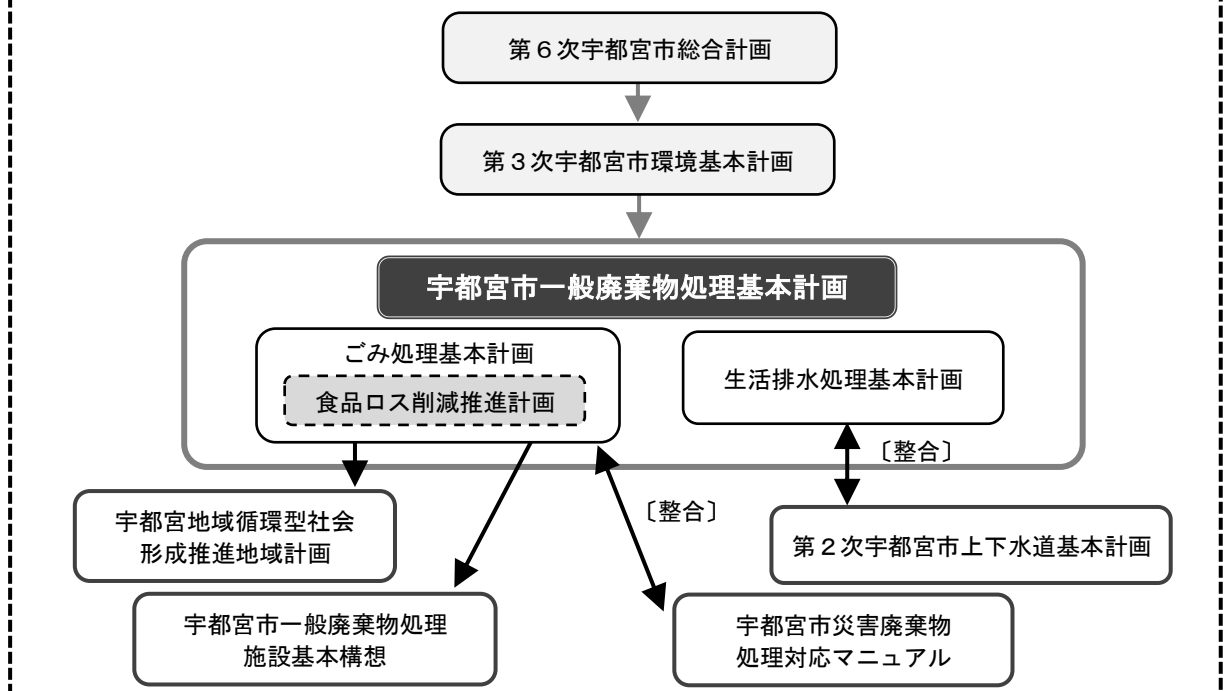 第６次宇都宮市総合計画
第３次宇都宮市環境基本計画
宇都宮市一般廃棄物処理基本計画
ごみ処理基本計画
食品ロス削減推進計画
生活排水処理基本計画
〔整合〕
〔整合〕
宇都宮地域循環型社会
形成推進地域計画
第２次宇都宮市上下水道基本計画
宇都宮市一般廃棄物処理
施設基本構想
宇都宮市災害廃棄物
処理対応マニュアル